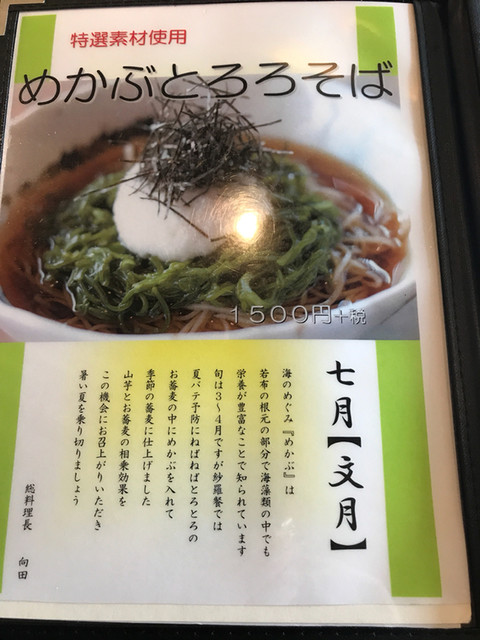 特選素材使用
めかぶとろろそば
1500円+税
七月【文月】
海のめぐみ『めかぶ』は
若布の根元の部分で海藻類の中でも
栄養が豊富なことで知られています
旬は3～4月ですが紗羅餐では
夏バテ予防にねばねばとろとろの
お蕎麦の中にめかぶを入れて
季節の蕎麦に仕上げました
山芋とお蕎麦の相乗効果を
この機会にお召上がりいただき
暑い夏を乗り切りましょう
総料理長　向田